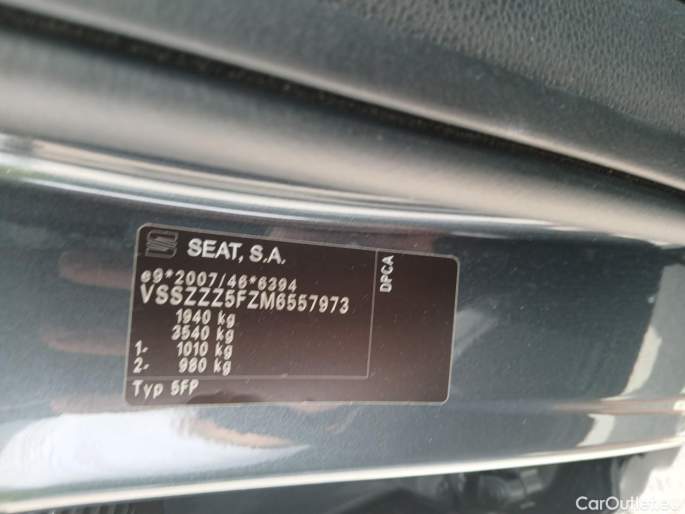 SEAT, S.A.
e9*2007/46*6394
VSSZZZ5FZM6557973
1940 kg
3540 kg
1- 1010 kg
2- 980 kg
Typ 5FP
DPCA
CarOutlet.eu